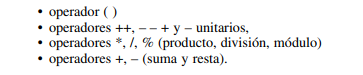 • operador ( )
• operadores ++, – – + y – unitarios,
• operadores *, /, % (producto, división, módulo)
• operadores +, – (suma y resta).